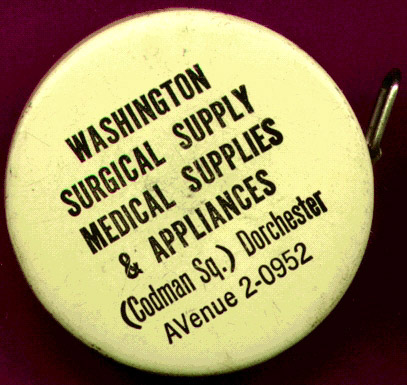 WASHINGTON
SURGICAL SUPPLY
MEDICAL SUPPLIES
& APPLIANCES
(Codman Sq.) Dorchester
AVenue 2-0952